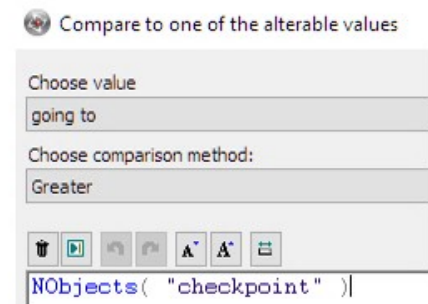 Compare to one of the alterable values
Choose value
going to
Choose comparison method:
Greater
A A
NObjects( "checkpoint" )